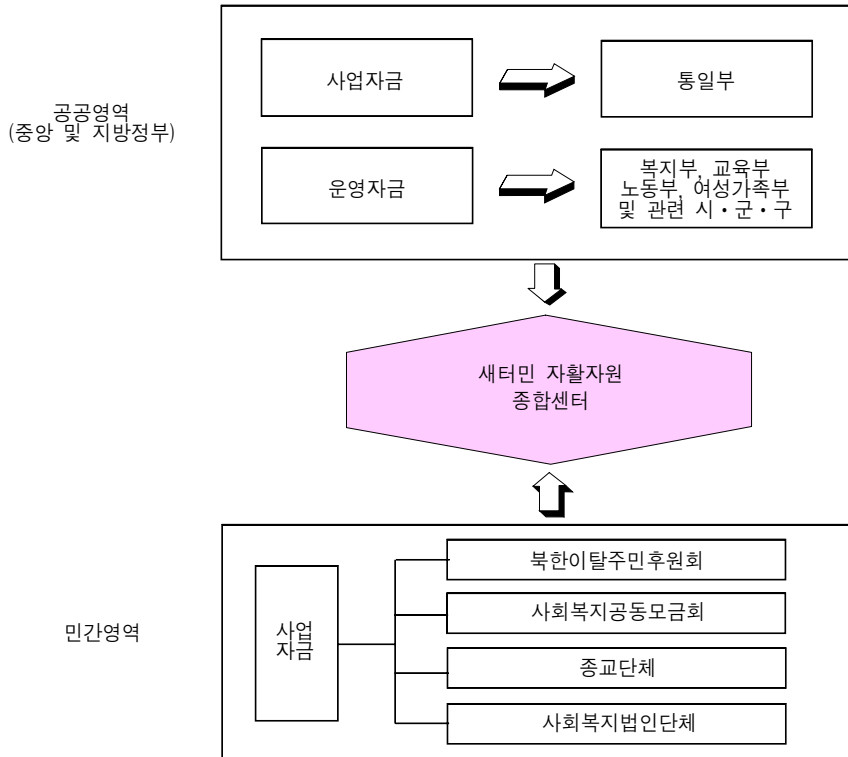 사업자금
통일부
공공영역
(중앙 및 지방정부)
운영자금
복지부, 교육부
노동부, 여성가족부
및 관련 시・군・구
새터민 자활자원
종합센터
북한이탈주민후원회
사회복지공동모금회
민간영역
사업
자금
종교단체
사회복지법인단체